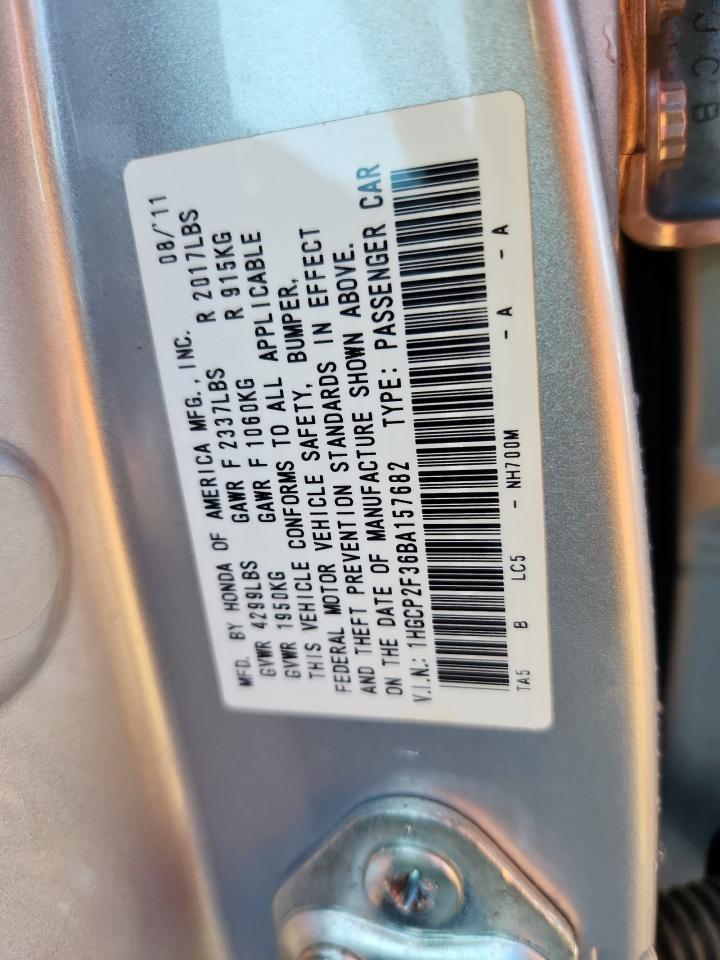 MFD. BY HONDA OF AMERICA MFG., INC. 08/'11
GVWR 4299LBS GAWR F 2337LBS R 2017LBS
GVWR 1950KG GAWR F 1060KG R 915KG
THIS VEHICLE CONFORMS TO ALL APPLICABLE
FEDERAL MOTOR VEHICLE SAFETY, BUMPER,
AND THEFT PREVENTION STANDARDS IN EFFECT
ON THE DATE OF MANUFACTURE SHOWN ABOVE.
V.I.N.: 1HGCP2F36BA157682 TYPE: PASSENGER CAR
TA5 B LC5 - NH700M - A - A
JCB